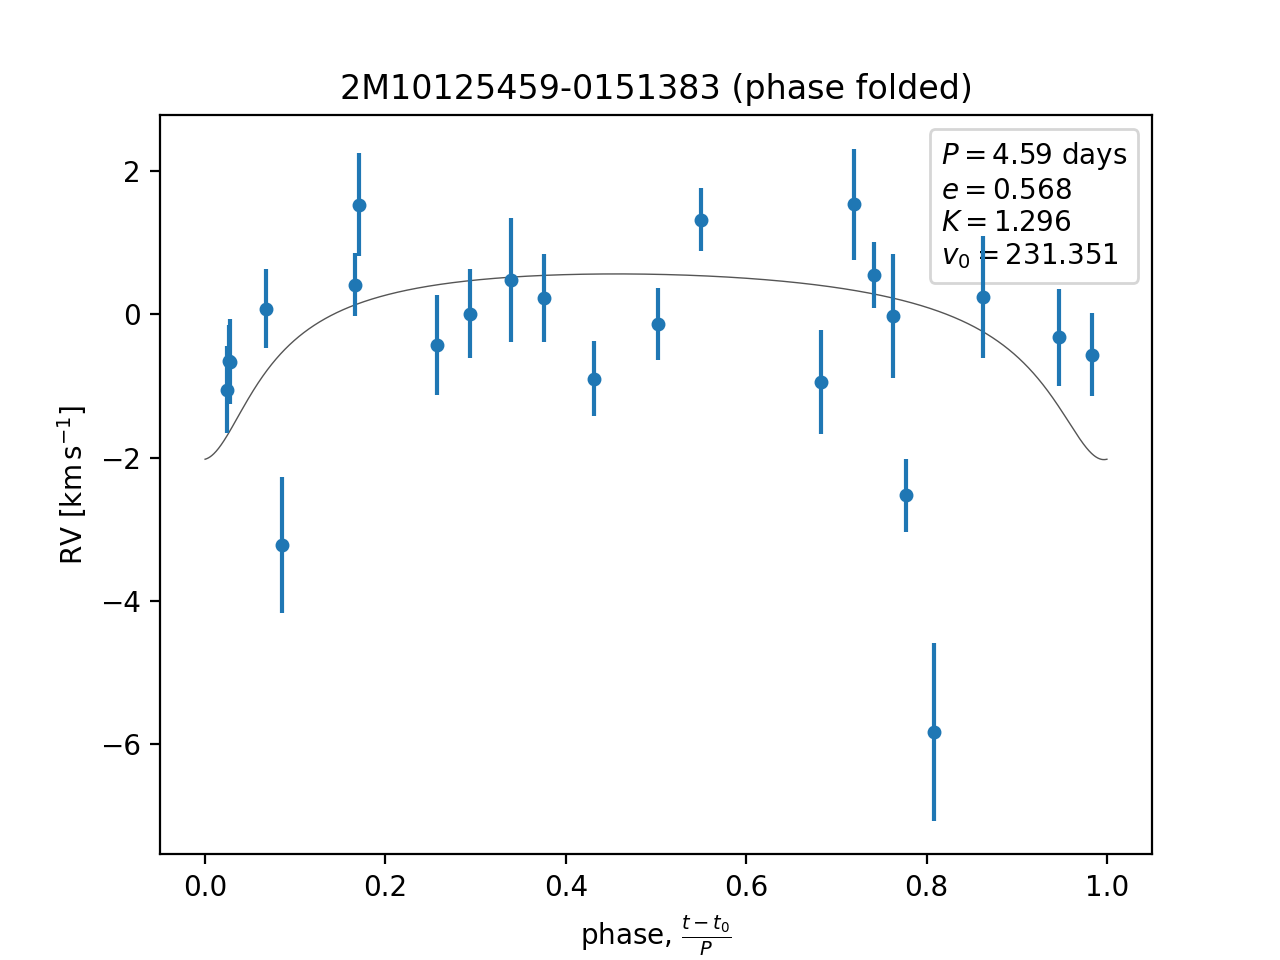 2M10125459-0151383 (phase folded)
P = 4.59 days
e = 0.568
K = 1.296
v₀ = 231.351
2
0
−2
−4
−6
RV [km s⁻¹]
0.0 0.2 0.4 0.6 0.8 1.0
phase, (t − t₀)/P